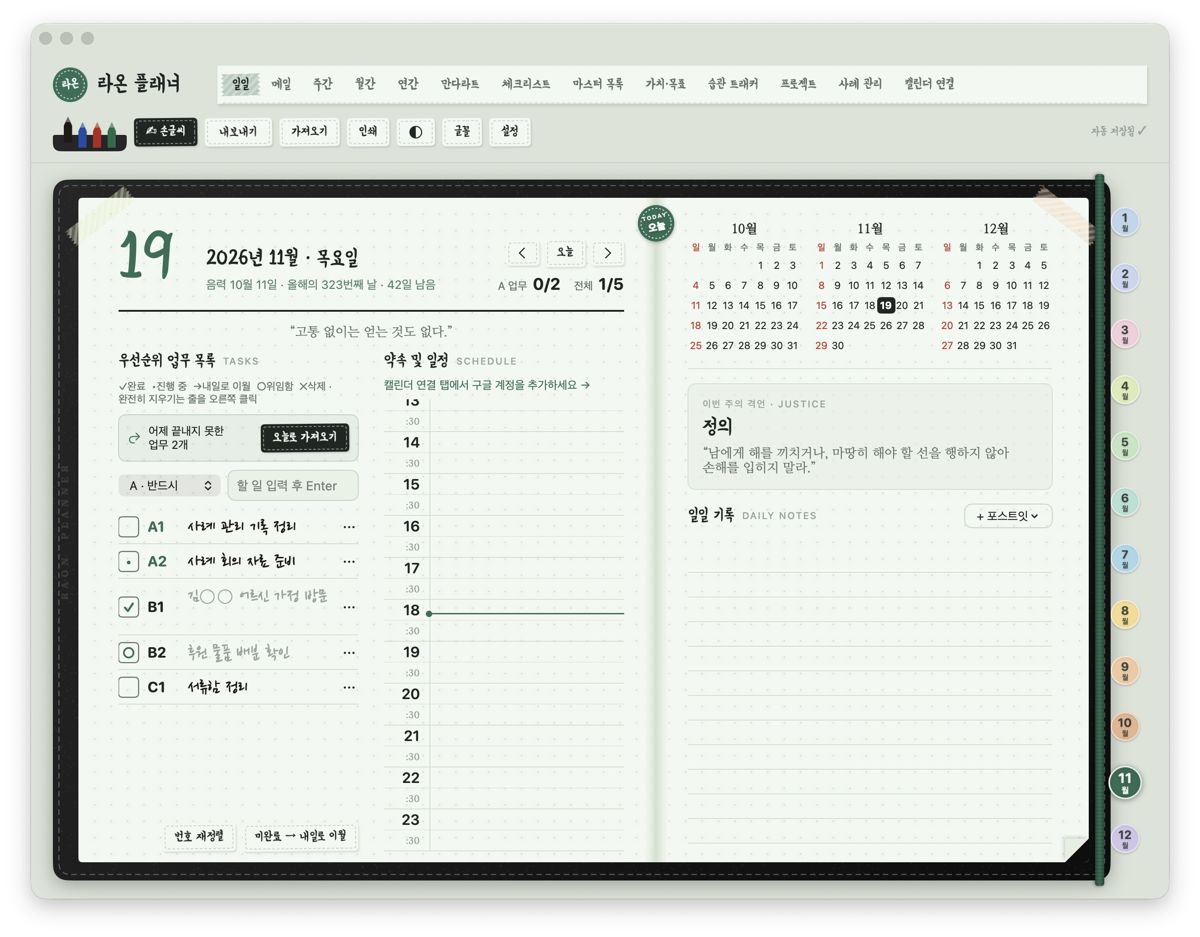 라온 라온 플래너
일일 메일 주간 월간 연간 만다라트 체크리스트 마스터 목록 가치·목표 습관 트래커 프로젝트 사례 관리 캘린더 연결
✍ 손글씨 내보내기 가져오기 인쇄 글꼴 설정
자동 저장됨 ✓
RAON PLANNER
19
2026년 11월 · 목요일
음력 10월 11일 · 올해의 323번째 날 · 42일 남음
< 오늘 >
A 업무 0/2 전체 1/5
“고통 없이는 얻는 것도 없다.”
우선순위 업무 목록 TASKS
✓완료 •진행 중 →내일로 이월 ○위임함 ✕삭제 ·
완전히 지우기는 줄을 오른쪽 클릭
어제 끝내지 못한
업무 2개
오늘로 가져오기
A · 반드시
할 일 입력 후 Enter
A1 사례 관리 기록 정리 ···
A2 사례 회의 자료 준비 ···
B1 김○○ 어르신 가정 방문 ···
B2 후원 물품 배분 확인 ···
C1 서류함 정리 ···
번호 재정렬 미완료 → 내일로 이월
약속 및 일정 SCHEDULE
캘린더 연결 탭에서 구글 계정을 추가하세요 →
13
:30
14
:30
15
:30
16
:30
17
:30
18
:30
19
:30
20
:30
21
:30
22
:30
23
:30
TODAY
오늘
10월
일 월 화 수 목 금 토
1 2 3
4 5 6 7 8 9 10
11 12 13 14 15 16 17
18 19 20 21 22 23 24
25 26 27 28 29 30 31
11월
일 월 화 수 목 금 토
1 2 3 4 5 6 7
8 9 10 11 12 13 14
15 16 17 18 19 20 21
22 23 24 25 26 27 28
29 30
12월
일 월 화 수 목 금 토
1 2 3 4 5
6 7 8 9 10 11 12
13 14 15 16 17 18 19
20 21 22 23 24 25 26
27 28 29 30 31
이번 주의 격언 · JUSTICE
정의
“남에게 해를 끼치거나, 마땅히 해야 할 선을 행하지 않아
손해를 입히지 말라.”
일일 기록 DAILY NOTES
+ 포스트잇
1
월
2
월
3
월
4
월
5
월
6
월
7
월
8
월
9
월
10
월
11
월
12
월